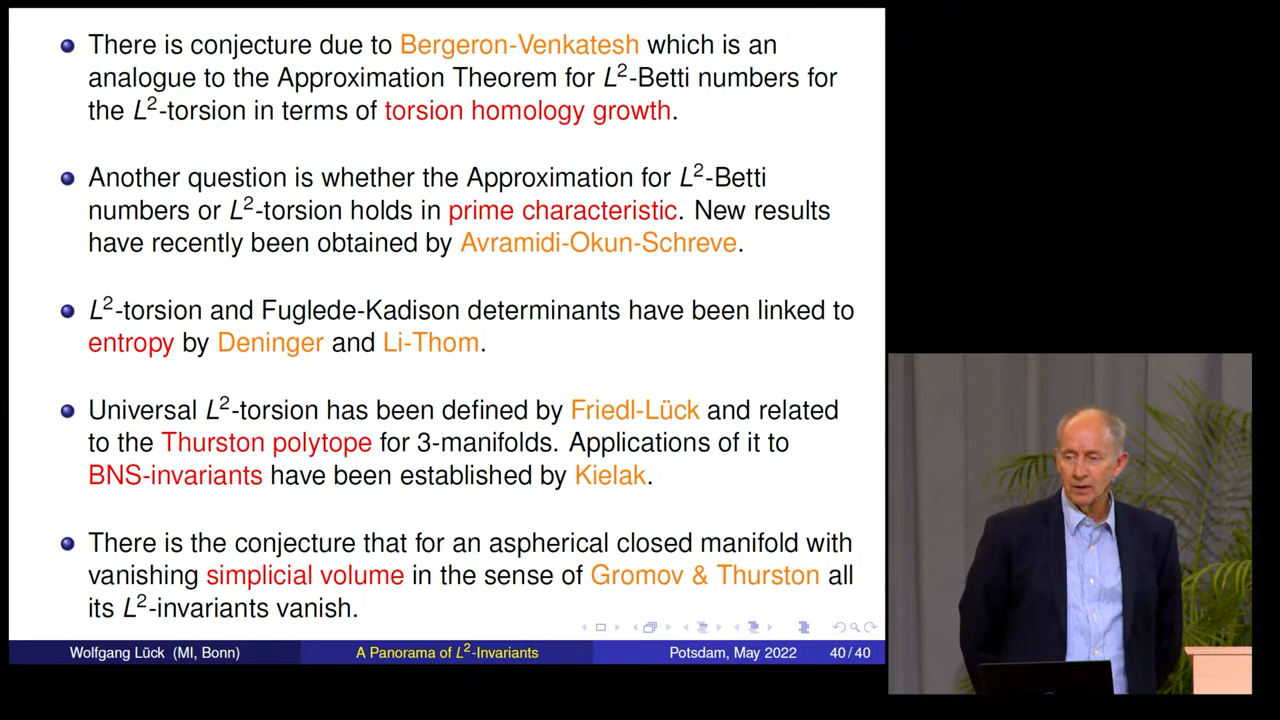 There is conjecture due to Bergeron-Venkatesh which is an
analogue to the Approximation Theorem for L²-Betti numbers for
the L²-torsion in terms of torsion homology growth.
Another question is whether the Approximation for L²-Betti
numbers or L²-torsion holds in prime characteristic. New results
have recently been obtained by Avramidi-Okun-Schreve.
L²-torsion and Fuglede-Kadison determinants have been linked to
entropy by Deninger and Li-Thom.
Universal L²-torsion has been defined by Friedl-Lück and related
to the Thurston polytope for 3-manifolds. Applications of it to
BNS-invariants have been established by Kielak.
There is the conjecture that for an aspherical closed manifold with
vanishing simplicial volume in the sense of Gromov & Thurston all
its L²-invariants vanish.
Wolfgang Lück (MI, Bonn) A Panorama of L²-Invariants Potsdam, May 2022 40/40